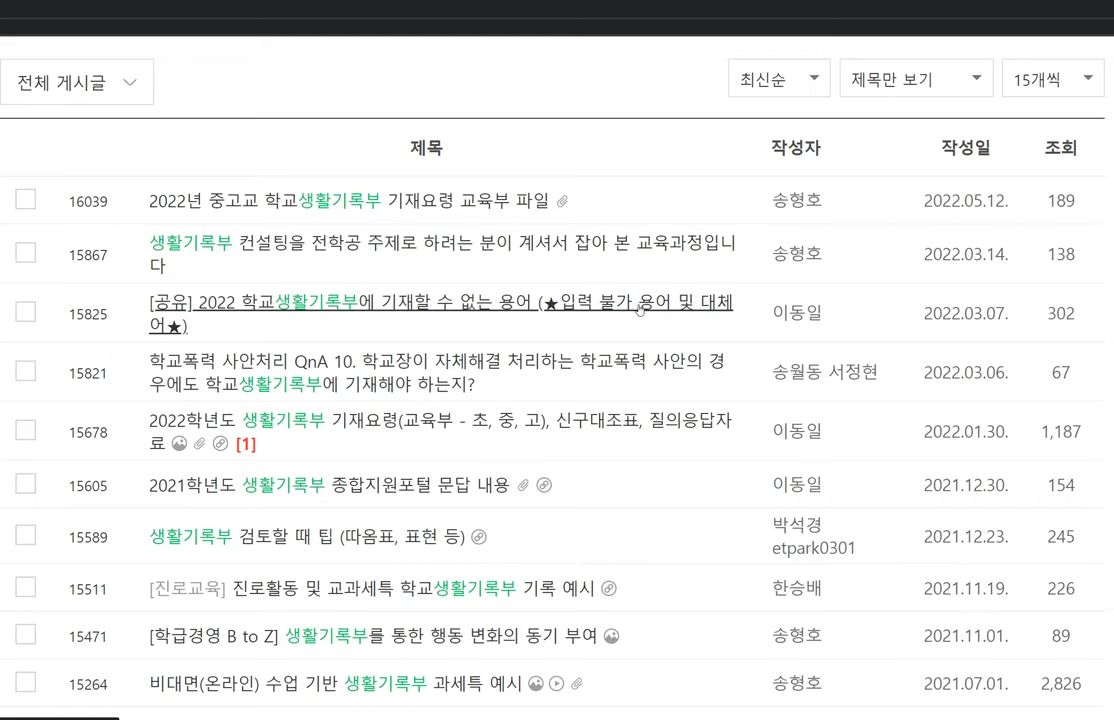 전체 게시글
최신순 제목만 보기 15개씩
제목 작성자 작성일 조회
16039 2022년 중고교 학교생활기록부 기재요령 교육부 파일 송형호 2022.05.12. 189
15867 생활기록부 컨설팅을 전학공 주제로 하려는 분이 계셔서 잡아 본 교육과정입니
다 송형호 2022.03.14. 138
15825 [공유] 2022 학교생활기록부에 기재할 수 없는 용어 (★입력 불가 용어 및 대체
어★) 이동일 2022.03.07. 302
15821 학교폭력 사안처리 QnA 10. 학교장이 자체해결 처리하는 학교폭력 사안의 경
우에도 학교생활기록부에 기재해야 하는지? 송월동 서정현 2022.03.06. 67
15678 2022학년도 생활기록부 기재요령(교육부 - 초, 중, 고), 신구대조표, 질의응답자
료 [1] 이동일 2022.01.30. 1,187
15605 2021학년도 생활기록부 종합지원포털 문답 내용 이동일 2021.12.30. 154
15589 생활기록부 검토할 때 팁 (따옴표, 표현 등) 박석경
etpark0301 2021.12.23. 245
15511 [진로교육] 진로활동 및 교과세특 학교생활기록부 기록 예시 한승배 2021.11.19. 226
15471 [학급경영 B to Z] 생활기록부를 통한 행동 변화의 동기 부여 송형호 2021.11.01. 89
15264 비대면(온라인) 수업 기반 생활기록부 과세특 예시 송형호 2021.07.01. 2,826